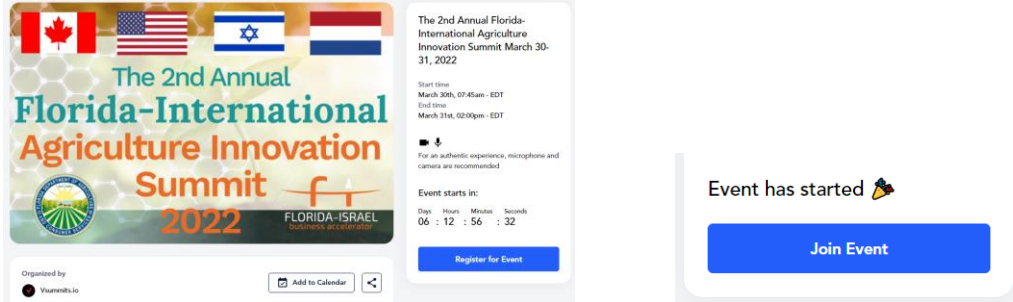 The 2nd Annual
Florida-International
Agriculture Innovation
Summit
2022
FLORIDA-ISRAEL
business accelerator
Organized by
Vsummits.io
Add to Calendar
The 2nd Annual Florida-
International Agriculture
Innovation Summit March 30-
31, 2022
Start time
March 30th, 07:45am - EDT
End time
March 31st, 02:00pm - EDT
For an authentic experience, microphone and
camera are recommended
Event starts in:
Days Hours Minutes Seconds
06 : 12 : 56 : 32
Register for Event
Event has started
Join Event